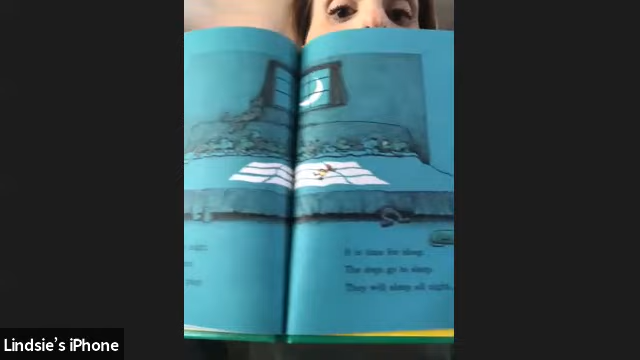 It is time for sleep.
The dogs go to sleep.
They will sleep all night.
Lindsie's iPhone